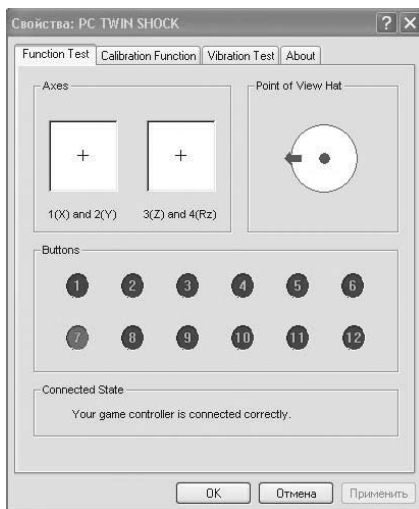 Свойства: PC TWIN SHOCK
Function Test Calibration Function Vibration Test About
Axes
Point of View Hat
1(X) and 2(Y) 3(Z) and 4(Rz)
Buttons
1 2 3 4 5 6
7 8 9 10 11 12
Connected State
Your game controller is connected correctly.
OK Отмена Применить